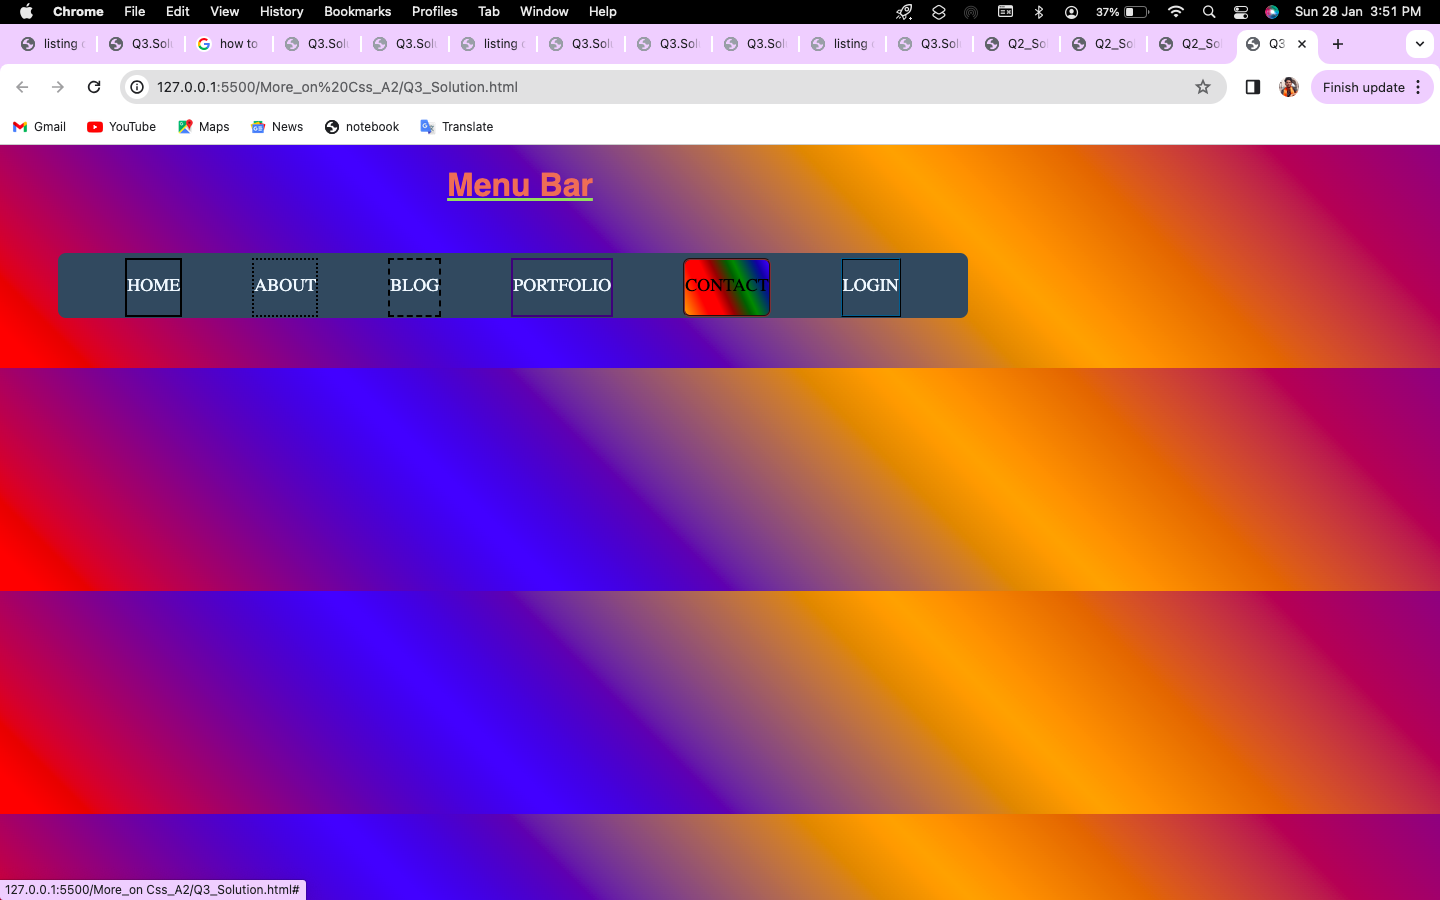 Chrome File Edit View History Bookmarks Profiles Tab Window Help 37% Sun 28 Jan 3:51 PM
listing Q3.Sol how to Q3.Sol Q3.Sol listing Q3.Sol Q3.Sol Q3.Sol listing Q3.Sol Q2_So Q2_So Q2_So Q3
127.0.0.1:5500/More_on%20Css_A2/Q3_Solution.html Finish update
Gmail YouTube Maps News notebook Translate
Menu Bar
HOME ABOUT BLOG PORTFOLIO CONTACT LOGIN
127.0.0.1:5500/More_on Css_A2/Q3_Solution.html#